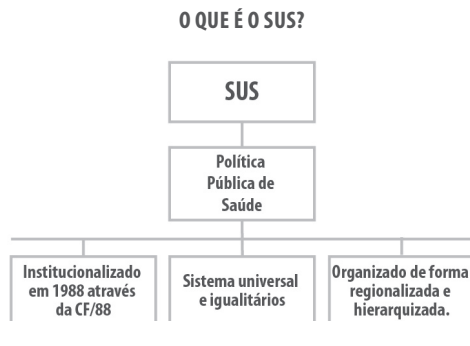 O QUE É O SUS?
SUS
Política
Pública de
Saúde
Institucionalizado
em 1988 através
da CF/88
Sistema universal
e igualitários
Organizado de forma
regionalizada e
hierarquizada.